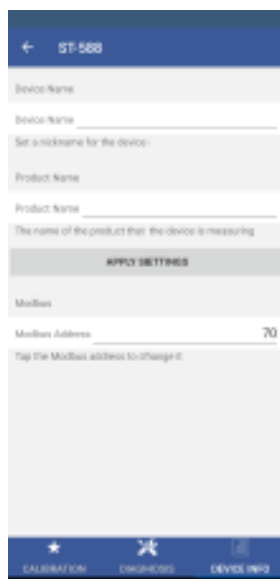 ST-588
Device Name
Device Name
Set a nickname for the device.
Product Name
Product Name
The name of the product that the device is measuring
APPLY SETTINGS
Modbus
Modbus Address 70
Tap the Modbus address to change it
CALIBRATION DIAGNOSIS DEVICE INFO